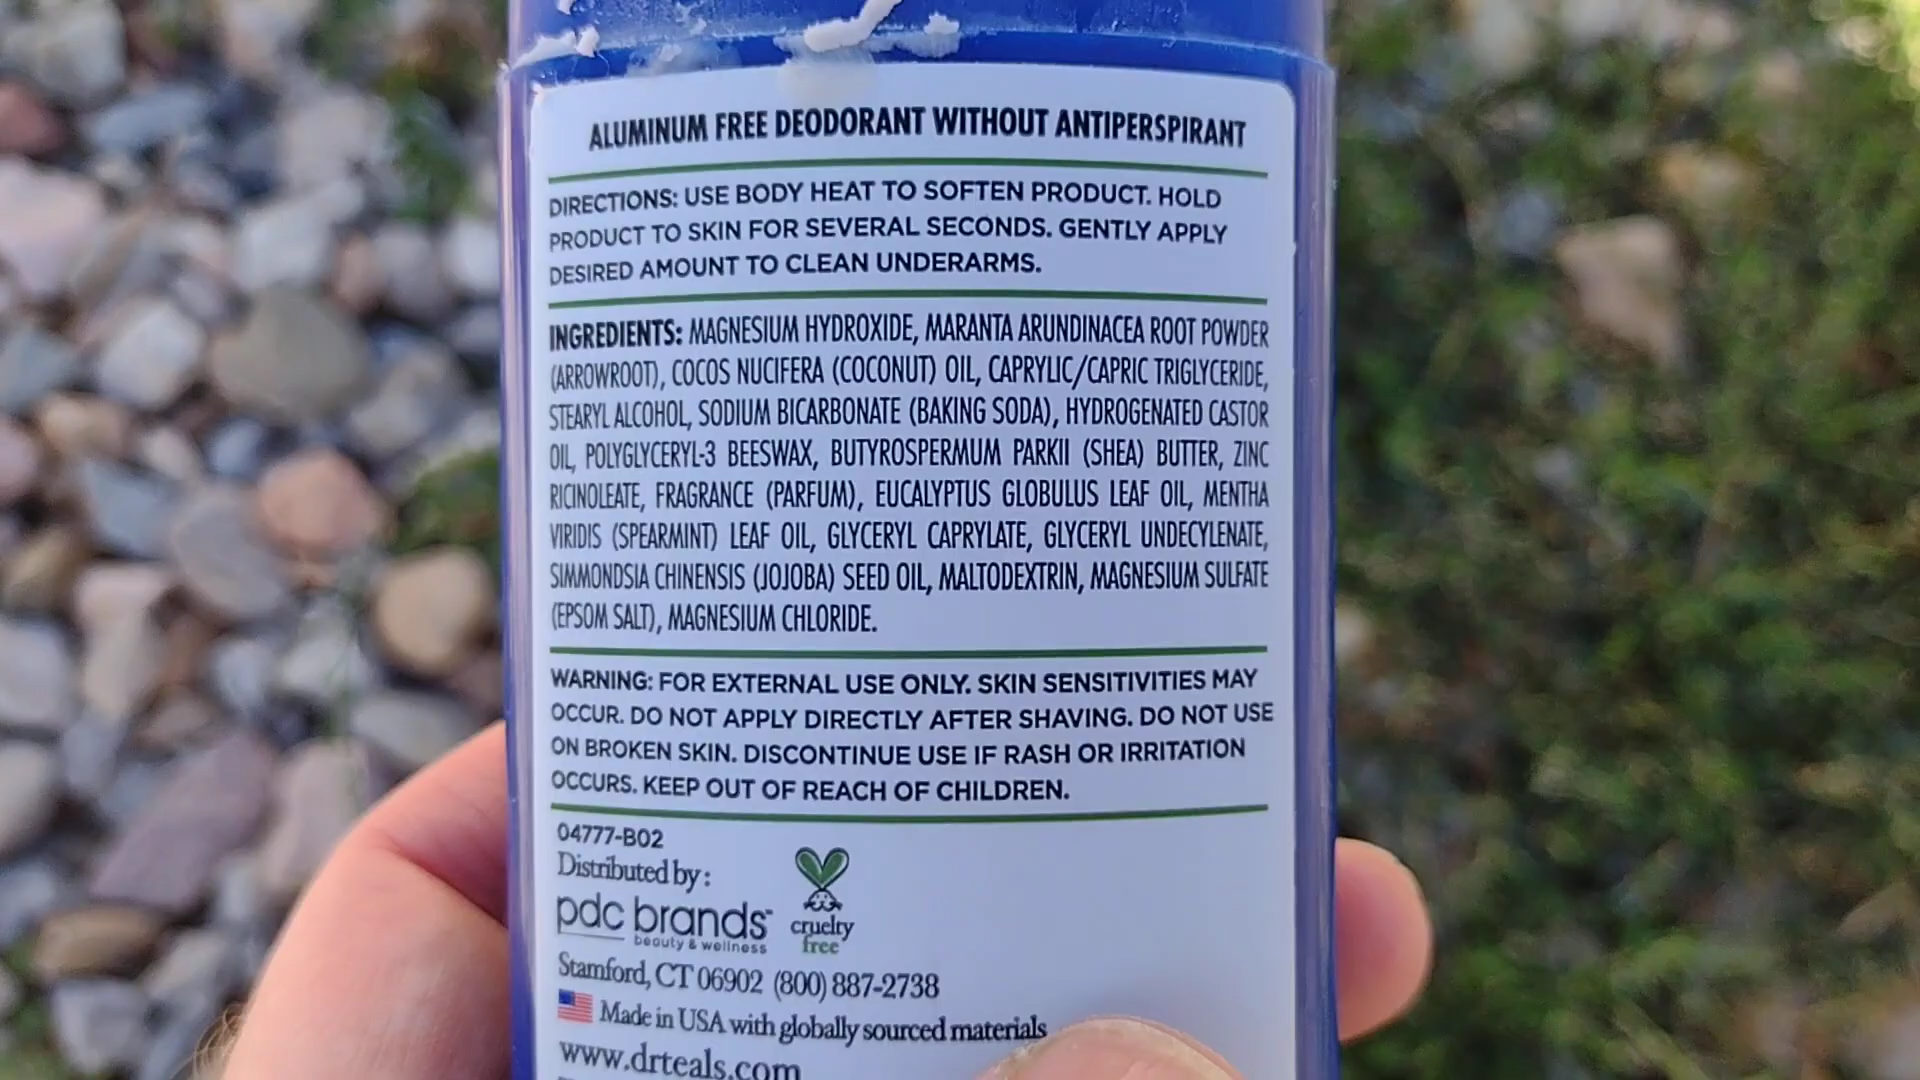 ALUMINUM FREE DEODORANT WITHOUT ANTIPERSPIRANT
DIRECTIONS: USE BODY HEAT TO SOFTEN PRODUCT. HOLD
PRODUCT TO SKIN FOR SEVERAL SECONDS. GENTLY APPLY
DESIRED AMOUNT TO CLEAN UNDERARMS.
INGREDIENTS: MAGNESIUM HYDROXIDE, MARANTA ARUNDINACEA ROOT POWDER
(ARROWROOT), COCOS NUCIFERA (COCONUT) OIL, CAPRYLIC/CAPRIC TRIGLYCERIDE,
STEARYL ALCOHOL, SODIUM BICARBONATE (BAKING SODA), HYDROGENATED CASTOR
OIL, POLYGLYCERYL-3 BEESWAX, BUTYROSPERMUM PARKII (SHEA) BUTTER, ZINC
RICINOLEATE, FRAGRANCE (PARFUM), EUCALYPTUS GLOBULUS LEAF OIL, MENTHA
VIRIDIS (SPEARMINT) LEAF OIL, GLYCERYL CAPRYLATE, GLYCERYL UNDECYLENATE,
SIMMONDSIA CHINENSIS (JOJOBA) SEED OIL, MALTODEXTRIN, MAGNESIUM SULFATE
(EPSOM SALT), MAGNESIUM CHLORIDE.
WARNING: FOR EXTERNAL USE ONLY. SKIN SENSITIVITIES MAY
OCCUR. DO NOT APPLY DIRECTLY AFTER SHAVING. DO NOT USE
ON BROKEN SKIN. DISCONTINUE USE IF RASH OR IRRITATION
OCCURS. KEEP OUT OF REACH OF CHILDREN.
04777-B02
Distributed by:
pdc brands
beauty & wellness
cruelty
free
Stamford, CT 06902 (800) 887-2738
Made in USA with globally sourced materials
www.drteals.com